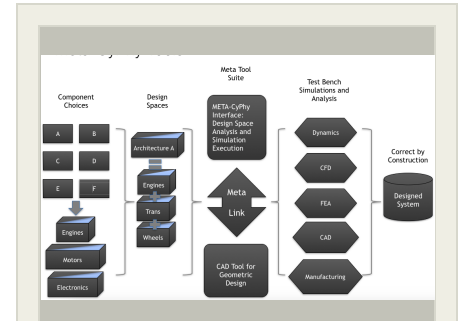 Meta Tool
Suite
Component
Choices
Design
Spaces
Test Bench
Simulations and
Analysis
Correct by
Construction
A
B
C
D
E
F
Engines
Motors
Electronics
Architecture A
Engines
Trans
Wheels
META-CyPhy
Interface:
Design Space
Analysis and
Simulation
Execution
Meta
Link
CAD Tool for
Geometric
Design
Dynamics
CFD
FEA
CAD
Manufacturing
Designed
System